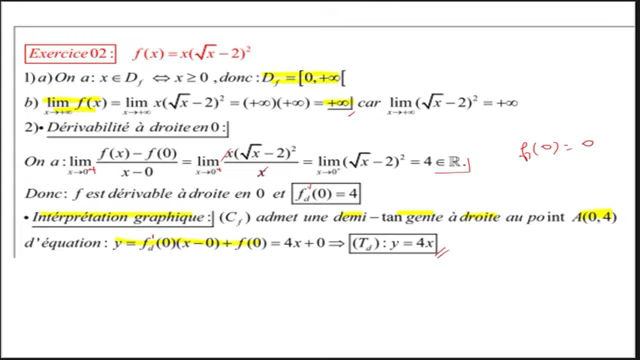 Exercice 02 : f(x) = x(√x − 2)²
1) a) On a : x ∈ D_f ⇔ x ≥ 0 , donc : D_f = [0, +∞[
b) lim_{x→+∞} f(x) = lim_{x→+∞} x(√x − 2)² = (+∞)(+∞) = +∞ car lim_{x→+∞} (√x − 2)² = +∞
2)• Dérivabilité à droite en 0 :
On a : lim_{x→0⁺} (f(x) − f(0))/(x − 0) = lim_{x→0⁺} x(√x − 2)²/x = lim_{x→0⁺} (√x − 2)² = 4 ∈ ℝ.
f(0) = 0
Donc : f est dérivable à droite en 0 et f'_d(0) = 4
• Intérprétation graphique : (C_f) admet une demi − tan gente à droite au po int A(0, 4)
d'équation : y = f'_d(0)(x − 0) + f(0) = 4x + 0 ⇒ (T_d) : y = 4x